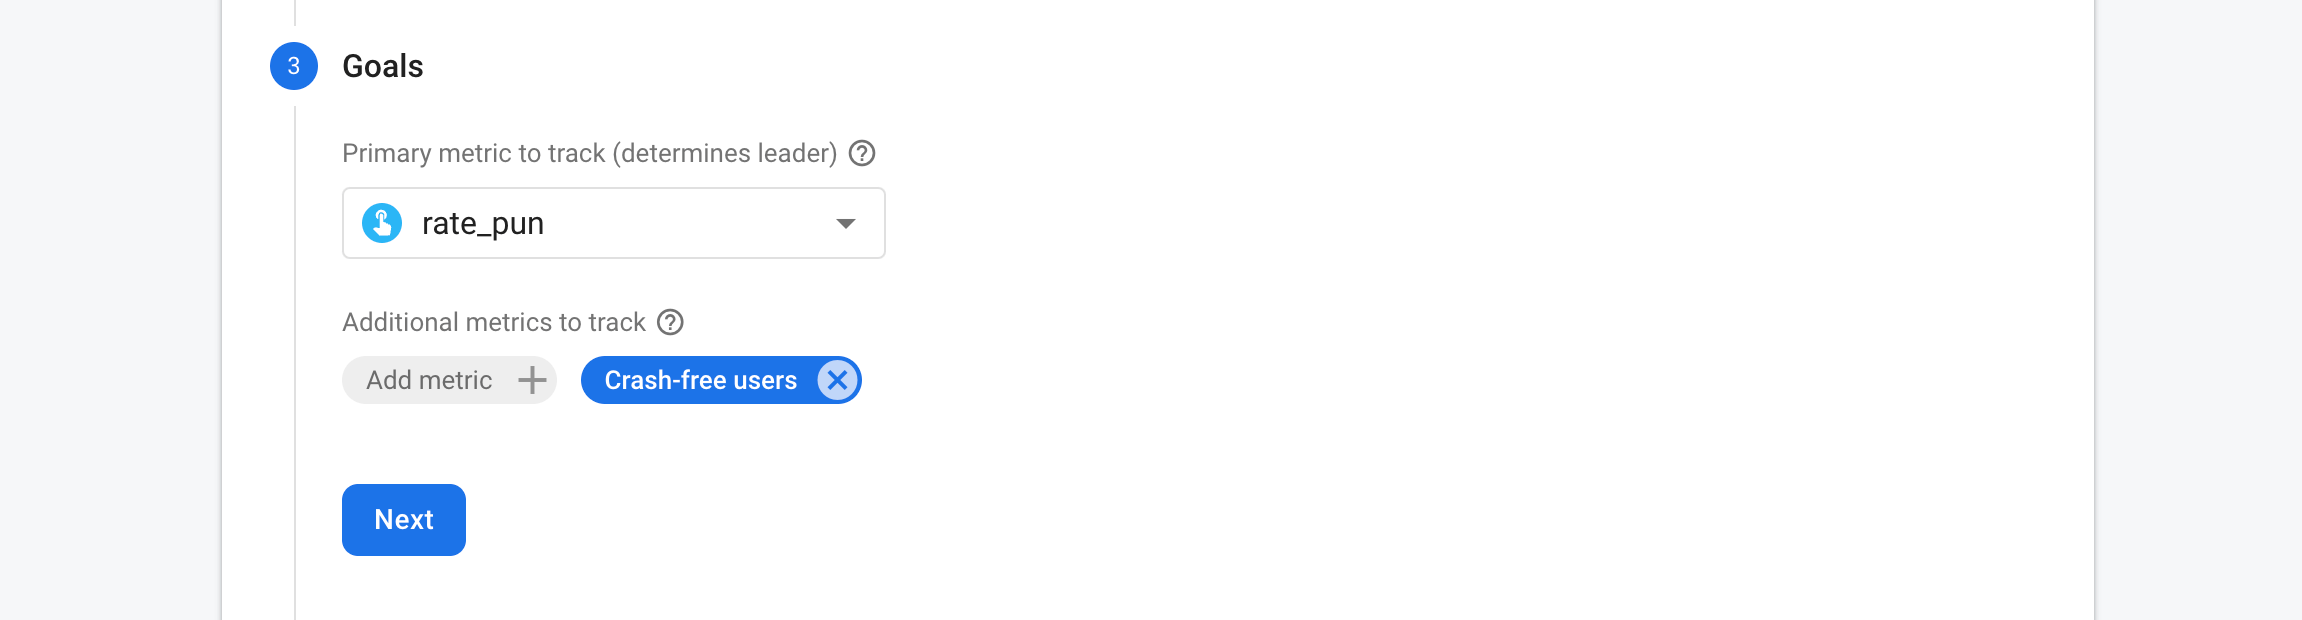 3 Goals
Primary metric to track (determines leader) ?
rate_pun
Additional metrics to track ?
Add metric + Crash-free users
Next